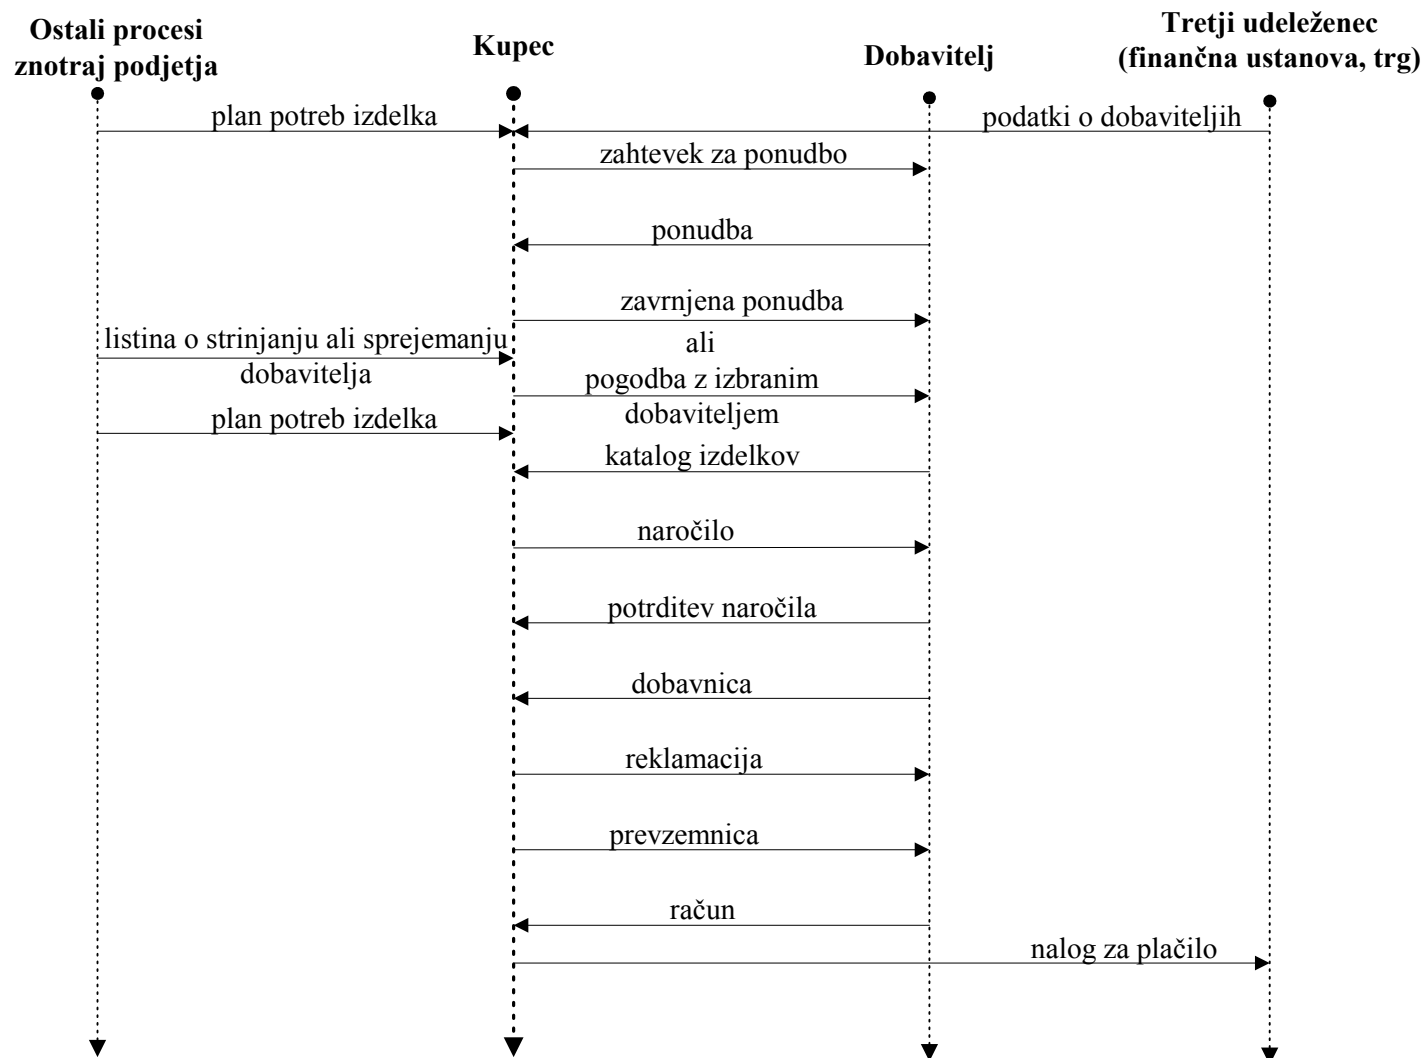 Ostali procesi
znotraj podjetja
Kupec
Dobavitelj
Tretji udeleženec
(finančna ustanova, trg)
plan potreb izdelka
podatki o dobaviteljih
zahtevek za ponudbo
ponudba
zavrnjena ponudba
listina o strinjanju ali sprejemanju
dobavitelja
ali
pogodba z izbranim
dobaviteljem
plan potreb izdelka
katalog izdelkov
naročilo
potrditev naročila
dobavnica
reklamacija
prevzemnica
račun
nalog za plačilo